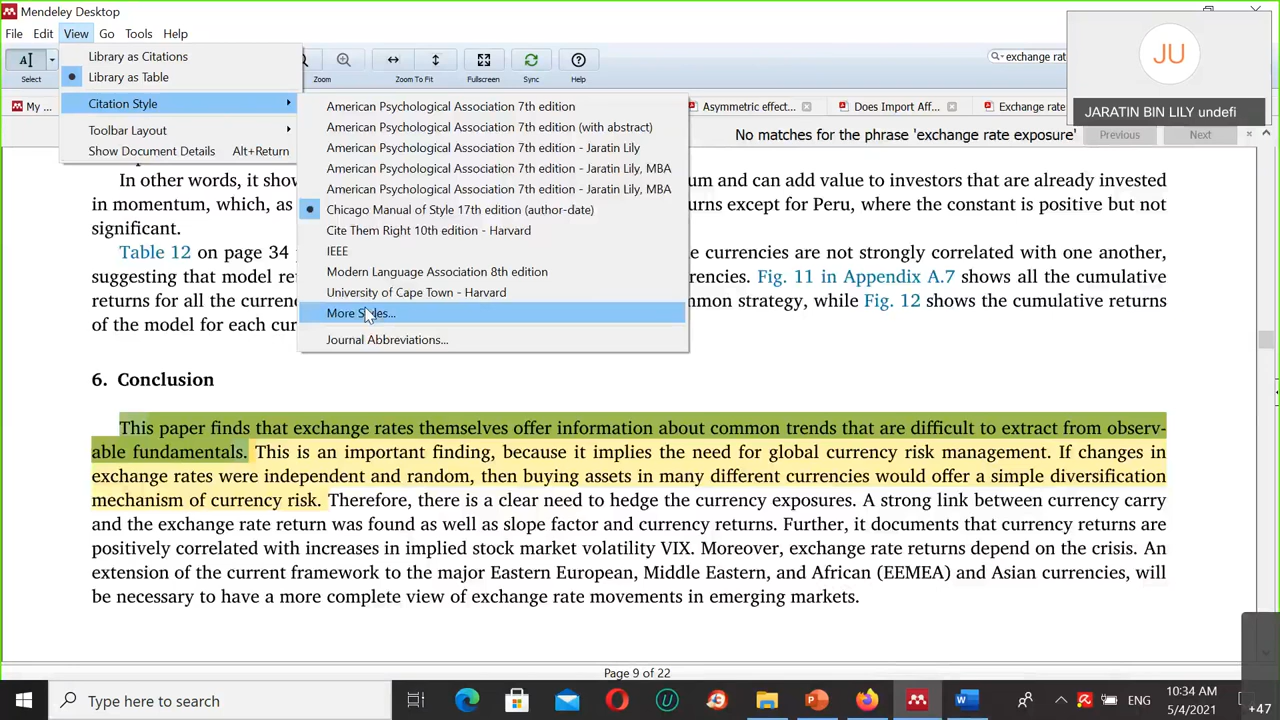 Mendeley Desktop
File Edit View Go Tools Help
JU
JARATIN BIN LILY undefi
Select
Zoom
Zoom To Fit
Fullscreen
Sync
Help
exchange rat
My ...
Asymmetric effect...
Does Import Aff...
Exchange rate
No matches for the phrase 'exchange rate exposure'
Previous
Next
Library as Citations
Library as Table
Citation Style
Toolbar Layout
Show Document Details Alt+Return
American Psychological Association 7th edition
American Psychological Association 7th edition (with abstract)
American Psychological Association 7th edition - Jaratin Lily
American Psychological Association 7th edition - Jaratin Lily, MBA
American Psychological Association 7th edition - Jaratin Lily, MBA
Chicago Manual of Style 17th edition (author-date)
Cite Them Right 10th edition - Harvard
IEEE
Modern Language Association 8th edition
University of Cape Town - Harvard
More Styles...
Journal Abbreviations...
In other words, it show um and can add value to investors that are already invested
in momentum, which, as urns except for Peru, where the constant is positive but not
significant.
Table 12 on page 34 e currencies are not strongly correlated with one another,
suggesting that model re rencies. Fig. 11 in Appendix A.7 shows all the cumulative
returns for all the curren mmon strategy, while Fig. 12 shows the cumulative returns
of the model for each cur
6. Conclusion
This paper finds that exchange rates themselves offer information about common trends that are difficult to extract from observ-
able fundamentals. This is an important finding, because it implies the need for global currency risk management. If changes in
exchange rates were independent and random, then buying assets in many different currencies would offer a simple diversification
mechanism of currency risk. Therefore, there is a clear need to hedge the currency exposures. A strong link between currency carry
and the exchange rate return was found as well as slope factor and currency returns. Further, it documents that currency returns are
positively correlated with increases in implied stock market volatility VIX. Moreover, exchange rate returns depend on the crisis. An
extension of the current framework to the major Eastern European, Middle Eastern, and African (EEMEA) and Asian currencies, will
be necessary to have a more complete view of exchange rate movements in emerging markets.
Page 9 of 22
Type here to search
ENG
10:34 AM
5/4/2021
+47